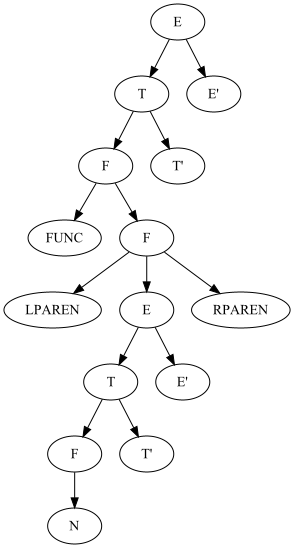 E
T E'
F T'
FUNC F
LPAREN E RPAREN
T E'
F T'
N